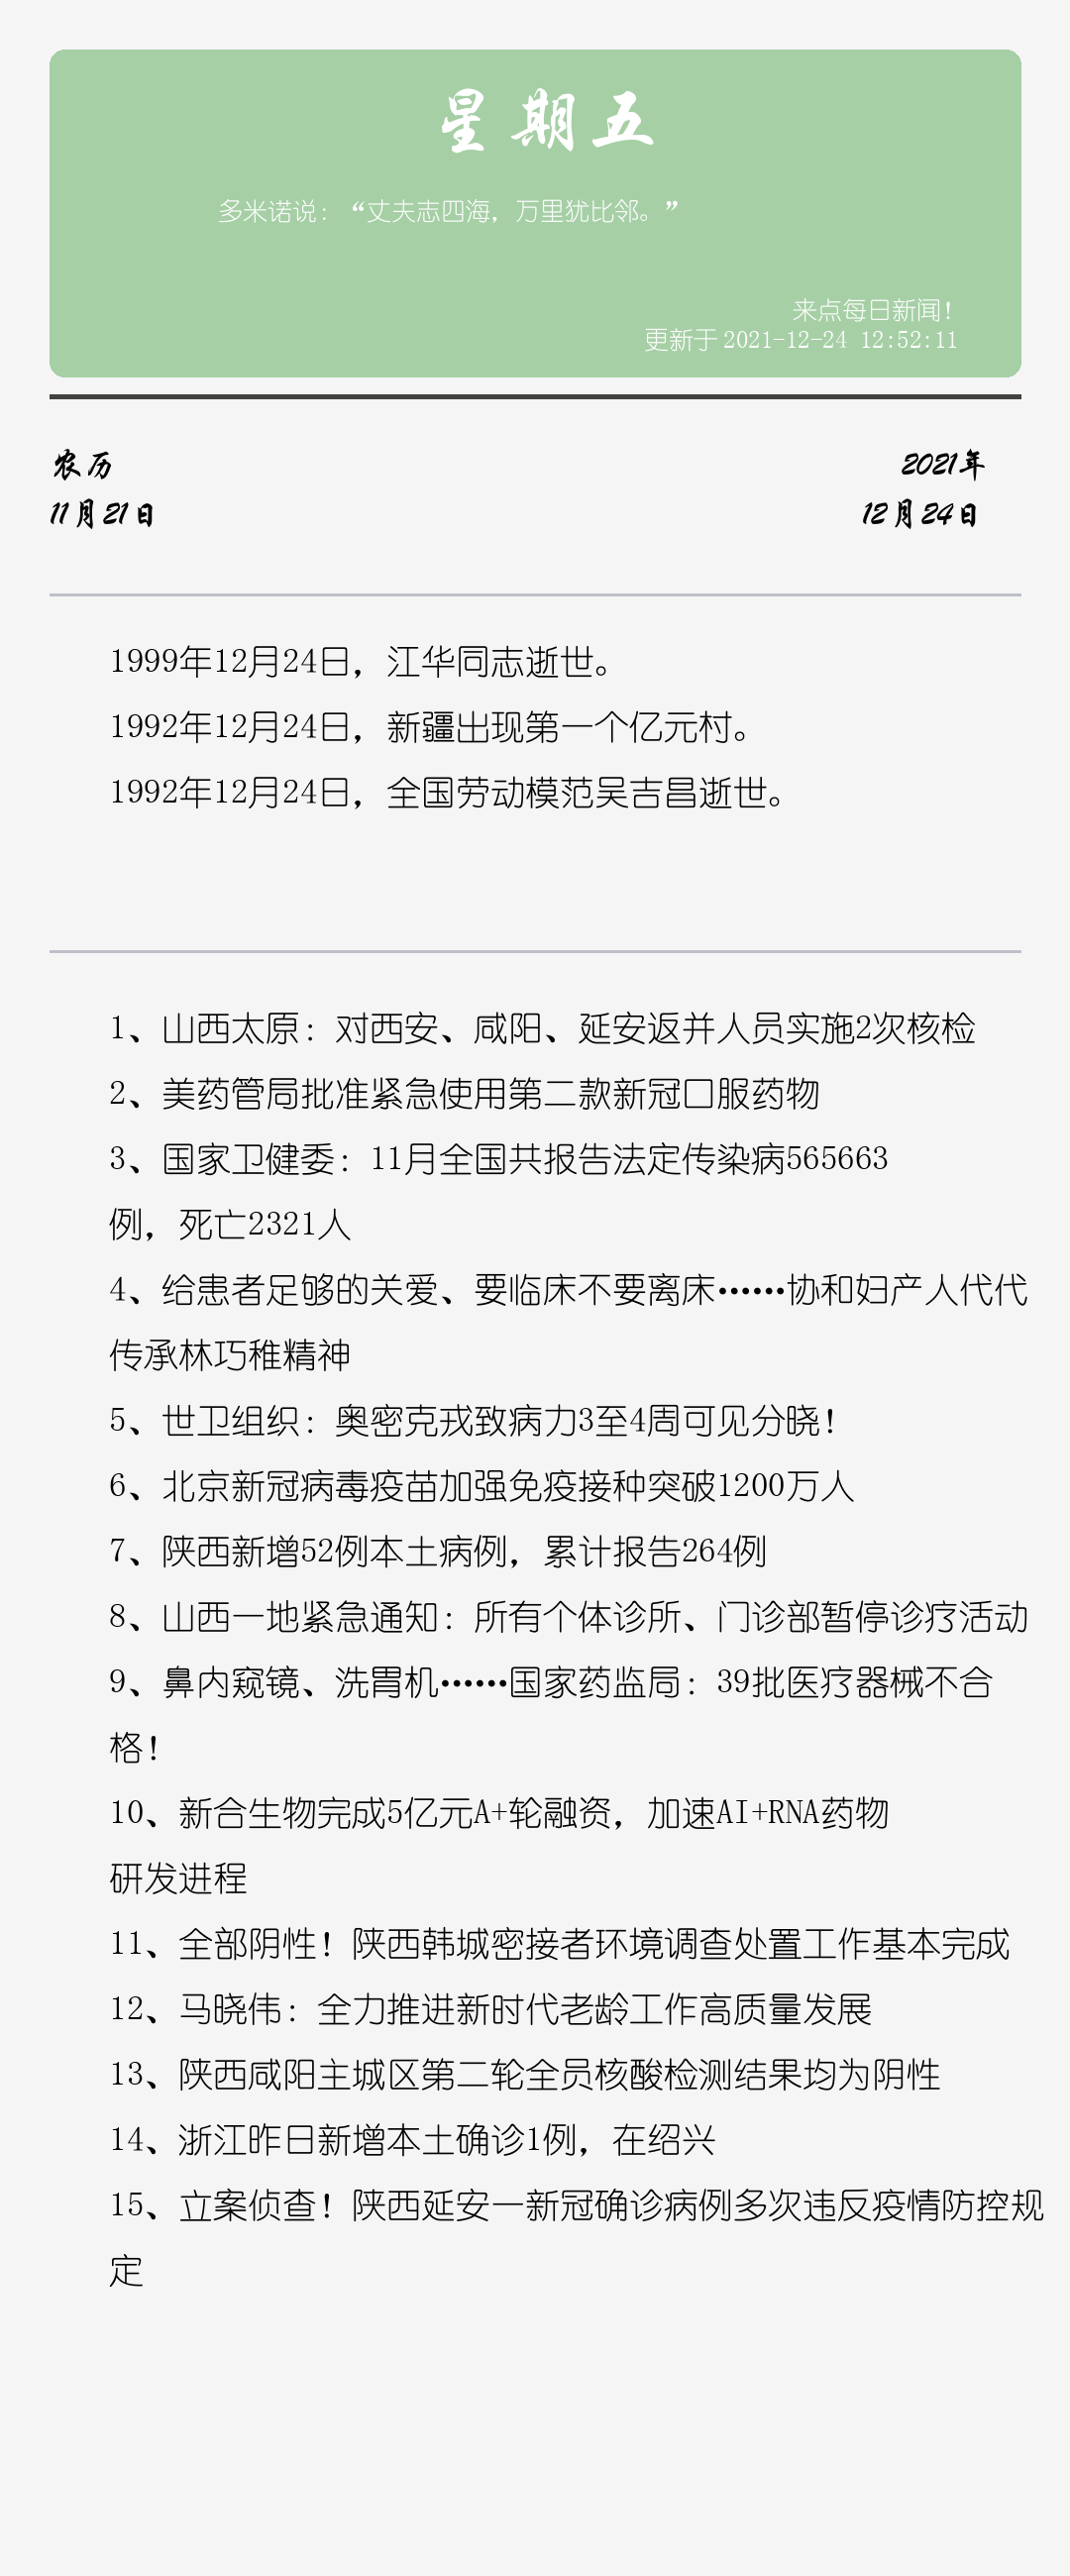 星期五
多米诺说：“丈夫志四海，万里犹比邻。”
来点每日新闻！
更新于 2021-12-24 12:52:11
农历
2021年
11月21日
12月24日
1999年12月24日，江华同志逝世。
1992年12月24日，新疆出现第一个亿元村。
1992年12月24日，全国劳动模范吴吉昌逝世。
1、山西太原：对西安、咸阳、延安返并人员实施2次核检
2、美药管局批准紧急使用第二款新冠口服药物
3、国家卫健委：11月全国共报告法定传染病565663
例，死亡2321人
4、给患者足够的关爱、要临床不要离床……协和妇产人代代
传承林巧稚精神
5、世卫组织：奥密克戎致病力3至4周可见分晓！
6、北京新冠病毒疫苗加强免疫接种突破1200万人
7、陕西新增52例本土病例，累计报告264例
8、山西一地紧急通知：所有个体诊所、门诊部暂停诊疗活动
9、鼻内窥镜、洗胃机……国家药监局：39批医疗器械不合
格！
10、新合生物完成5亿元A+轮融资，加速AI+RNA药物
研发进程
11、全部阴性！陕西韩城密接者环境调查处置工作基本完成
12、马晓伟：全力推进新时代老龄工作高质量发展
13、陕西咸阳主城区第二轮全员核酸检测结果均为阴性
14、浙江昨日新增本土确诊1例，在绍兴
15、立案侦查！陕西延安一新冠确诊病例多次违反疫情防控规
定